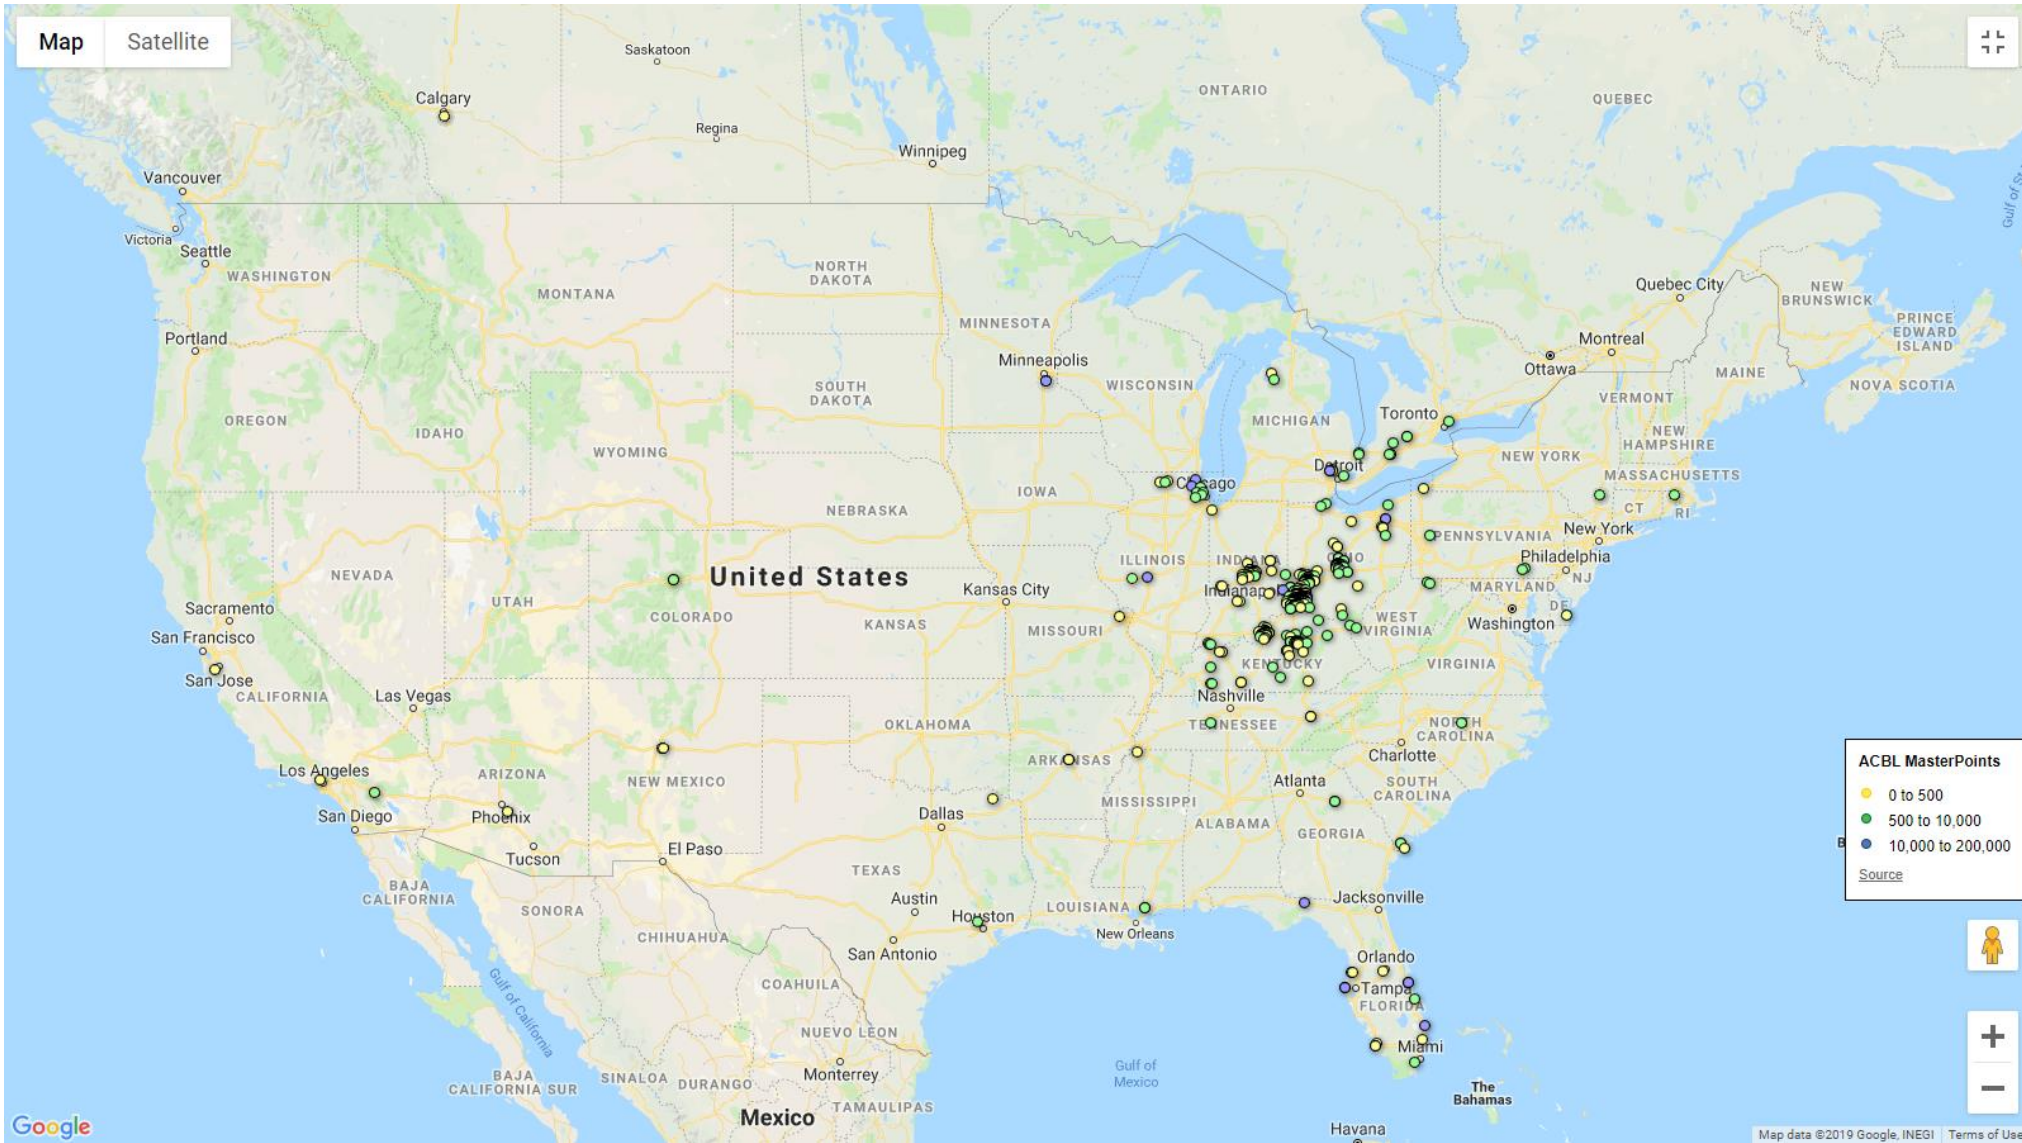 Map
Satellite
Saskatoon
Calgary
ONTARIO
QUEBEC
Regina
Winnipeg
Vancouver
Gulf of St
Victoria
Seattle
WASHINGTON
NORTH
DAKOTA
MONTANA
Quebec City
NEW
BRUNSWICK
PRINCE
EDWARD
ISLAND
MINNESOTA
Portland
Montreal
Minneapolis
Ottawa
MAINE
NOVA SCOTIA
SOUTH
DAKOTA
WISCONSIN
VERMONT
OREGON
IDAHO
MICHIGAN
Toronto
NEW
HAMPSHIRE
WYOMING
NEW YORK
Detroit
MASSACHUSETTS
Chicago
IOWA
NEBRASKA
CT
RI
New York
PENNSYLVANIA
ILLINOIS
INDIANA
OHIO
Philadelphia
NEVADA
United States
NJ
UTAH
Kansas City
Indianap
MARYLAND
Sacramento
COLORADO
DE
San Francisco
KANSAS
MISSOURI
WEST
VIRGINIA
Washington
San Jose
KENTUCKY
VIRGINIA
CALIFORNIA
Las Vegas
Nashville
OKLAHOMA
TENNESSEE
NORTH
CAROLINA
Charlotte
Los Angeles
ARIZONA
NEW MEXICO
ARKANSAS
Atlanta
SOUTH
CAROLINA
ACBL MasterPoints
0 to 500
500 to 10,000
10,000 to 200,000
Source
San Diego
Phoenix
Dallas
MISSISSIPPI
ALABAMA
GEORGIA
B
Tucson
El Paso
TEXAS
BAJA
CALIFORNIA
SONORA
Austin
Houston
LOUISIANA
Jacksonville
New Orleans
CHIHUAHUA
San Antonio
Orlando
COAHUILA
Tampa
FLORIDA
Gulf of California
NUEVO LEON
Miami
Gulf of
Mexico
BAJA
CALIFORNIA SUR
SINALOA
DURANGO
Monterrey
The
Bahamas
TAMAULIPAS
Mexico
Google
Havana
Map data ©2019 Google, INEGI
Terms of Use